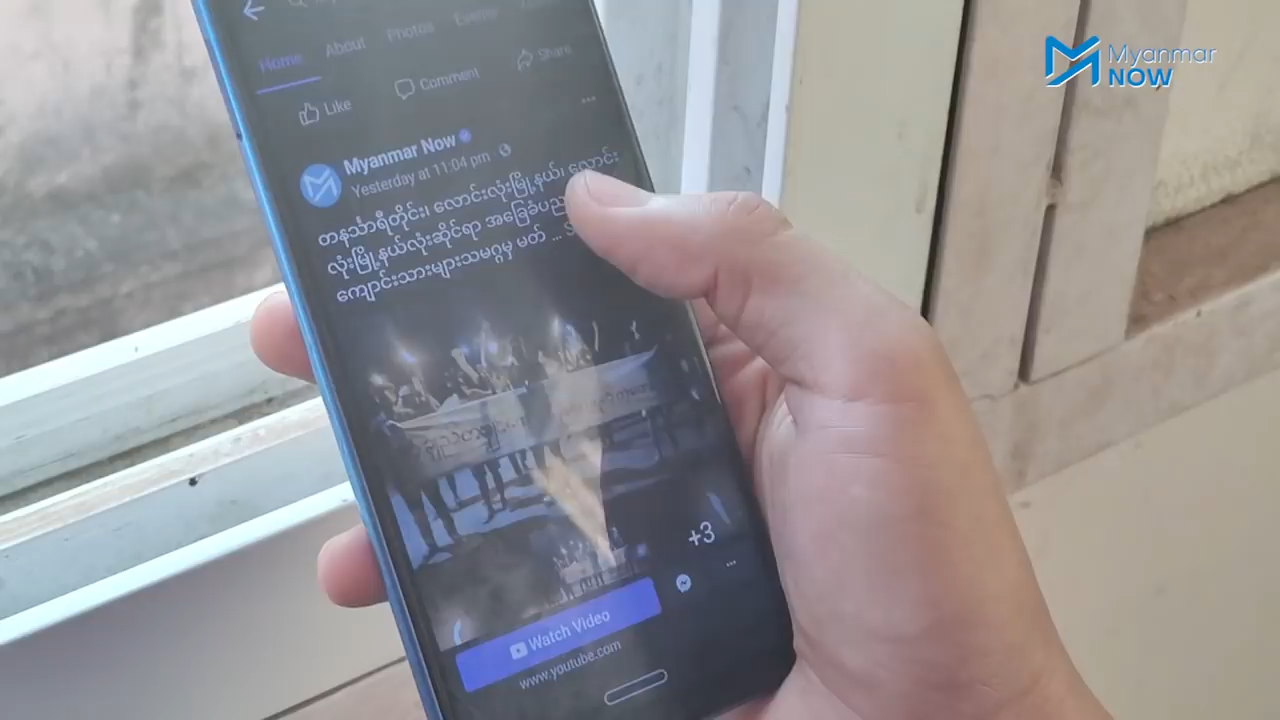 Myanmar
NOW
Home About Photos Events
Like Comment Share
Myanmar Now
Yesterday at 11:04 pm
တနင်္သာရီတိုင်း၊ လောင်းလုံးမြို့နယ်၊ လောင်း
လုံးမြို့နယ်လုံးဆိုင်ရာ အခြေခံပညာ
ကျောင်းသားများသမဂ္ဂမှ မတ် ... S
+3
Watch Video
www.youtube.com